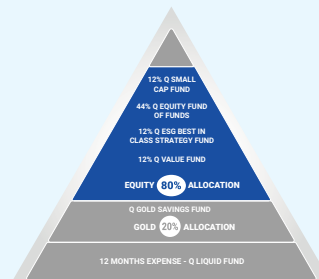 12% Q SMALL
CAP FUND
44% Q EQUITY FUND
OF FUNDS
12% Q ESG BEST IN
CLASS STRATEGY FUND
12% Q VALUE FUND
EQUITY 80% ALLOCATION
Q GOLD SAVINGS FUND
GOLD 20% ALLOCATION
12 MONTHS EXPENSE - Q LIQUID FUND